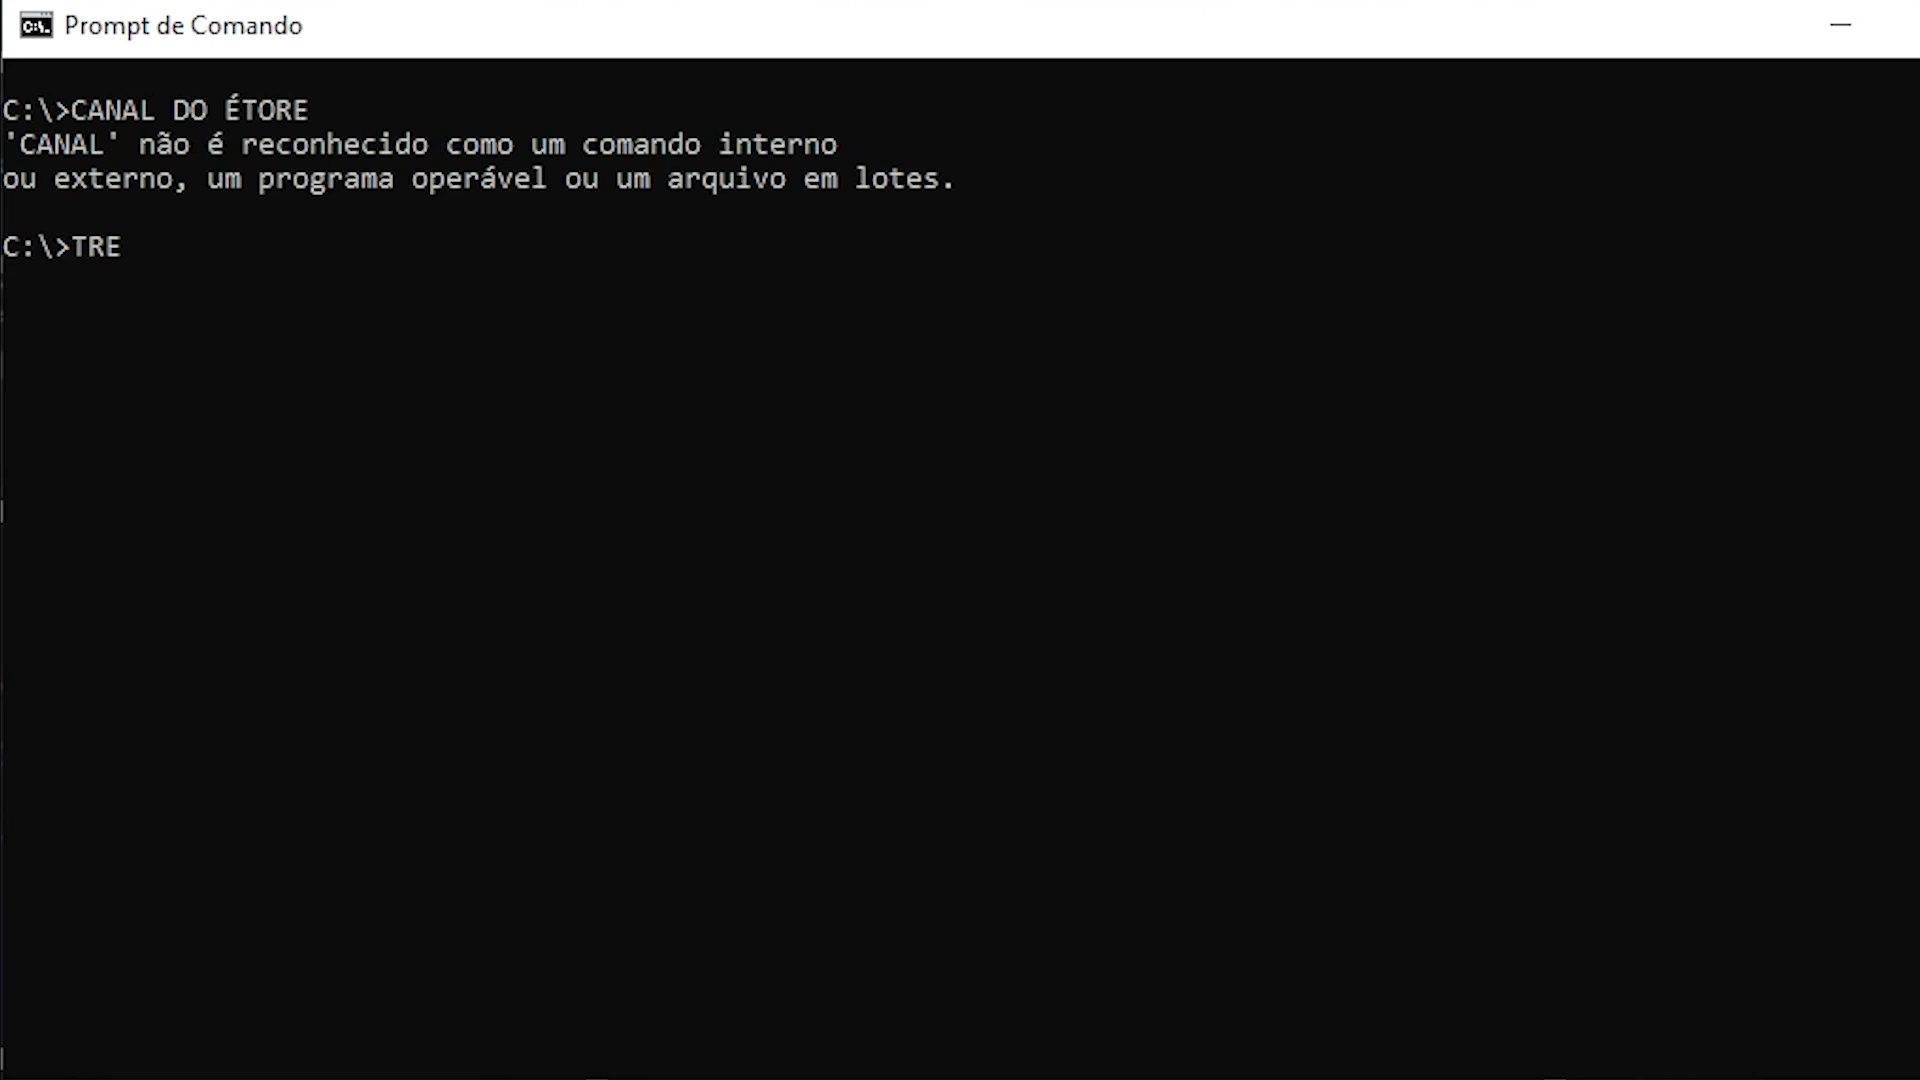 Prompt de Comando
C:\>CANAL DO ÉTORE
'CANAL' não é reconhecido como um comando interno
ou externo, um programa operável ou um arquivo em lotes.
C:\>TRE